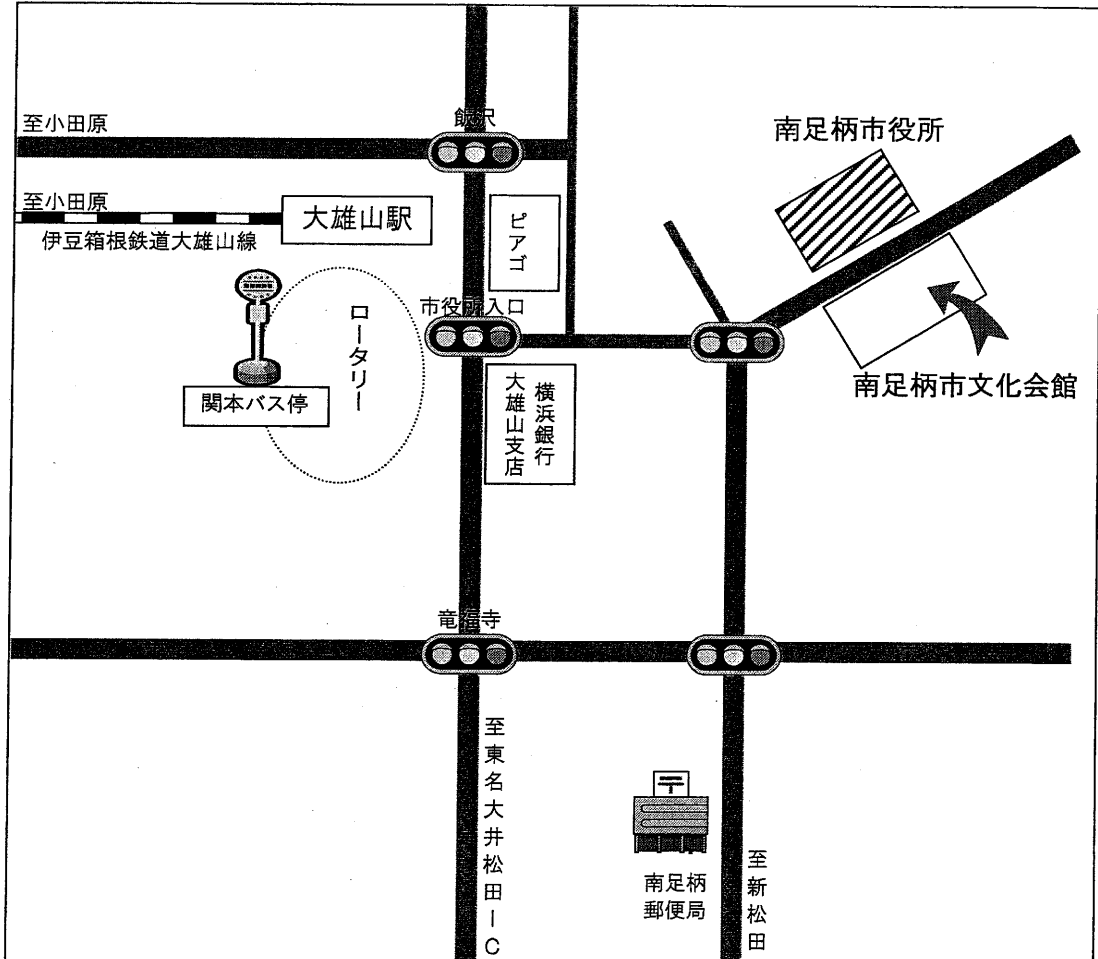 飯沢
至小田原
南足柄市役所
至小田原
大雄山駅
伊豆箱根鉄道大雄山線
ピアゴ
市役所入口
ロータリー
関本バス停
横浜銀行
大雄山支店
南足柄市文化会館
竜福寺
至東名大井松田IC
〒
南足柄
郵便局
至新松田